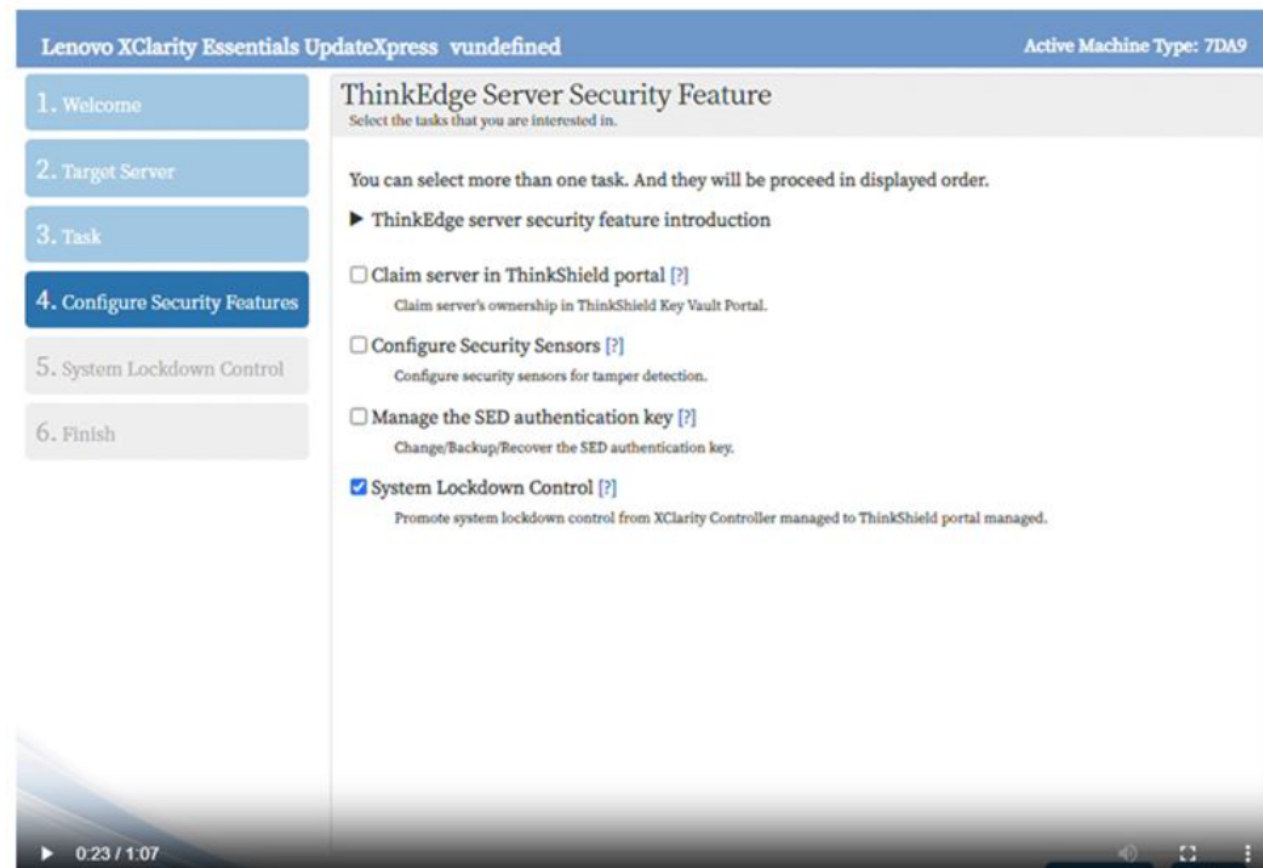 Lenovo XClarity Essentials UpdateXpress vundefined
Active Machine Type: 7DA9
1. Welcome
2. Target Server
3. Task
4. Configure Security Features
5. System Lockdown Control
6. Finish
ThinkEdge Server Security Feature
Select the tasks that you are interested in.
You can select more than one task. And they will be proceed in displayed order.
ThinkEdge server security feature introduction
Claim server in ThinkShield portal [?]
Claim server's ownership in ThinkShield Key Vault Portal.
Configure Security Sensors [?]
Configure security sensors for tamper detection.
Manage the SED authentication key [?]
Change/Backup/Recover the SED authentication key.
System Lockdown Control [?]
Promote system lockdown control from XClarity Controller managed to ThinkShield portal managed.
0:23 / 1:07